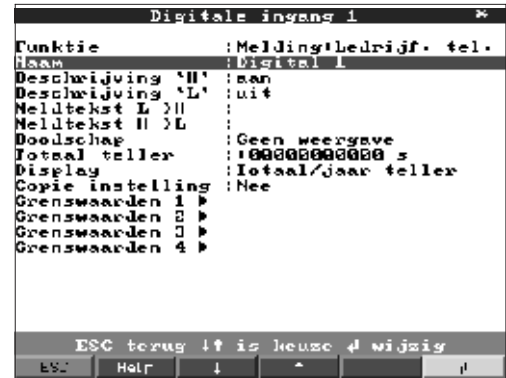 Digitale ingang 1
Funktie :Melding+bedrijf. tel.
Naam :Digital 1
Beschrijving 'H' :aan
Beschrijving 'L' :uit
Meldtekst L }H :
Meldtekst H }L :
Boodschap :Geen weergave
Totaal teller :+00000000000 s
Display :Totaal/jaar teller
Copie instelling :Nee
Grenswaarden 1 ▶
Grenswaarden 2 ▶
Grenswaarden 3 ▶
Grenswaarden 4 ▶
ESC terug ↓↑ is keuze ↲ wijzig
ESC Help ↓ ↑ ↲